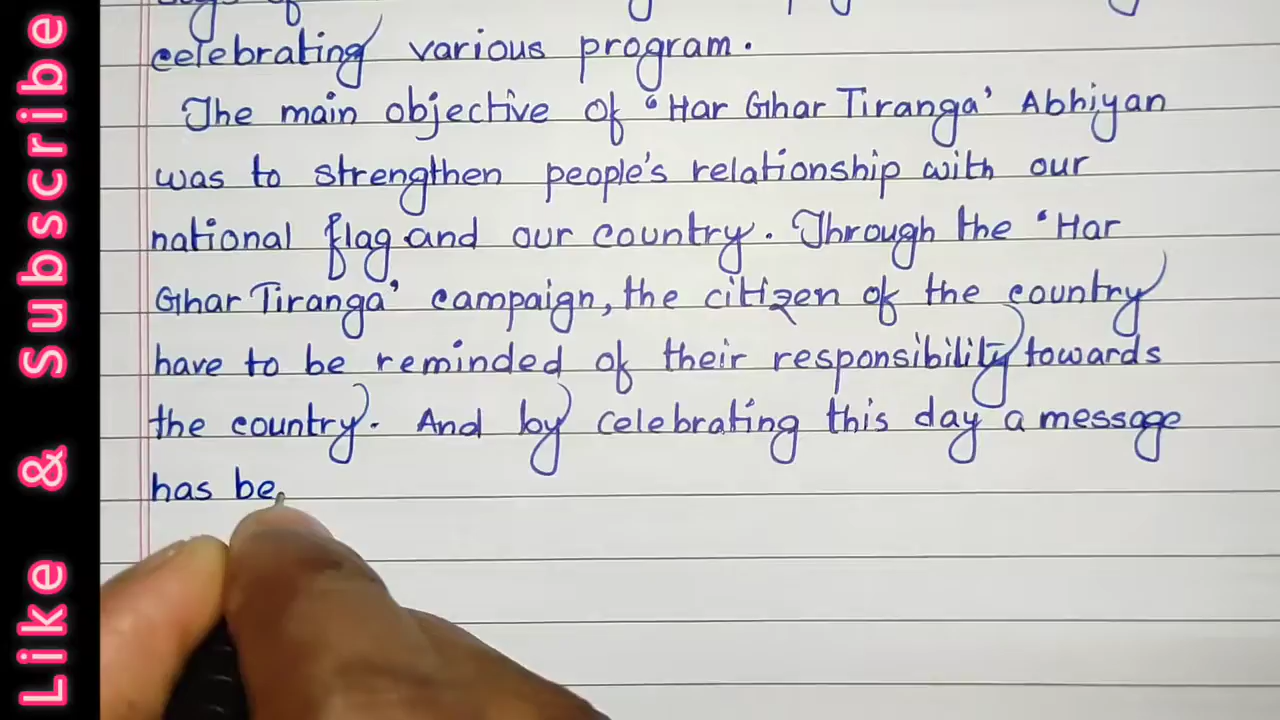 celebrating various program.
The main objective of 'Har Ghar Tiranga' Abhiyan
was to strengthen people's relationship with our
national flag and our country. Through the 'Har
Ghar Tiranga' campaign, the citizen of the country
have to be reminded of their responsibility towards
the country. And by celebrating this day a message
has be
Like & Subscribe